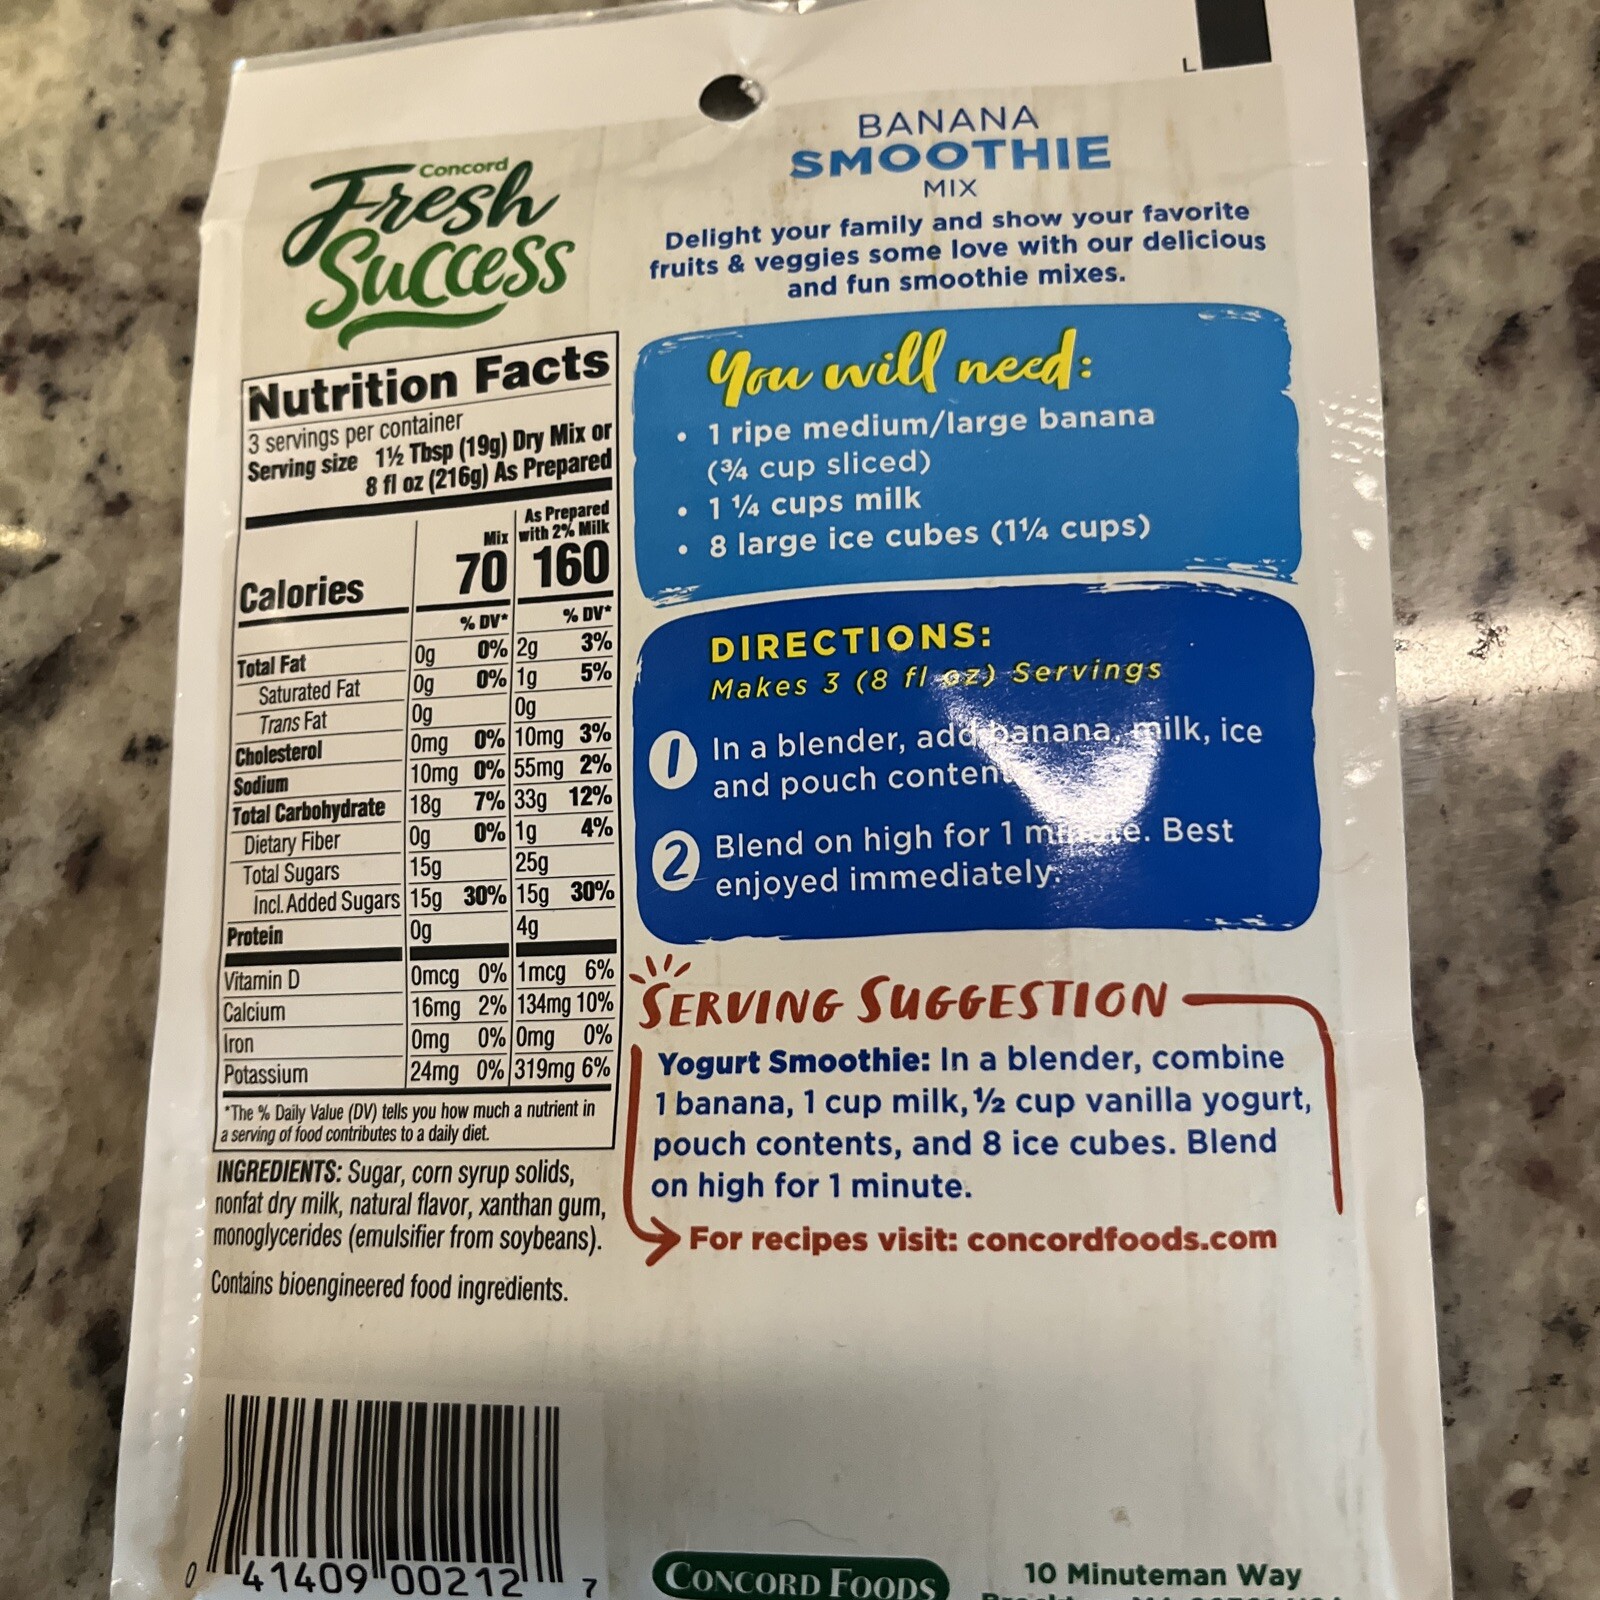 L
Concord
Fresh
Success
BANANA
SMOOTHIE
MIX
Delight your family and show your favorite
fruits & veggies some love with our delicious
and fun smoothie mixes.
Nutrition Facts
3 servings per container
Serving size 1½ Tbsp (19g) Dry Mix or
8 fl oz (216g) As Prepared
Mix As Prepared with 2% Milk
Calories 70 160
% DV* % DV*
Total Fat 0g 0% 2g 3%
Saturated Fat 0g 0% 1g 5%
Trans Fat 0g 0g
Cholesterol 0mg 0% 10mg 3%
Sodium 10mg 0% 55mg 2%
Total Carbohydrate 18g 7% 33g 12%
Dietary Fiber 0g 0% 1g 4%
Total Sugars 15g 25g
Incl. Added Sugars 15g 30% 15g 30%
Protein 0g 4g
Vitamin D 0mcg 0% 1mcg 6%
Calcium 16mg 2% 134mg 10%
Iron 0mg 0% 0mg 0%
Potassium 24mg 0% 319mg 6%
*The % Daily Value (DV) tells you how much a nutrient in
a serving of food contributes to a daily diet.
INGREDIENTS: Sugar, corn syrup solids,
nonfat dry milk, natural flavor, xanthan gum,
monoglycerides (emulsifier from soybeans).
Contains bioengineered food ingredients.
0 41409 00212 7
You will need:
• 1 ripe medium/large banana
(¾ cup sliced)
• 1 ¼ cups milk
• 8 large ice cubes (1¼ cups)
DIRECTIONS:
Makes 3 (8 fl oz) Servings
1 In a blender, add banana, milk, ice
and pouch
2 Blend on high for 1 minute. Best
enjoyed immediately.
SERVING SUGGESTION
Yogurt Smoothie: In a blender, combine
1 banana, 1 cup milk, ½ cup vanilla yogurt,
pouch contents, and 8 ice cubes. Blend
on high for 1 minute.
For recipes visit: concordfoods.com
CONCORD FOODS
10 Minuteman Way